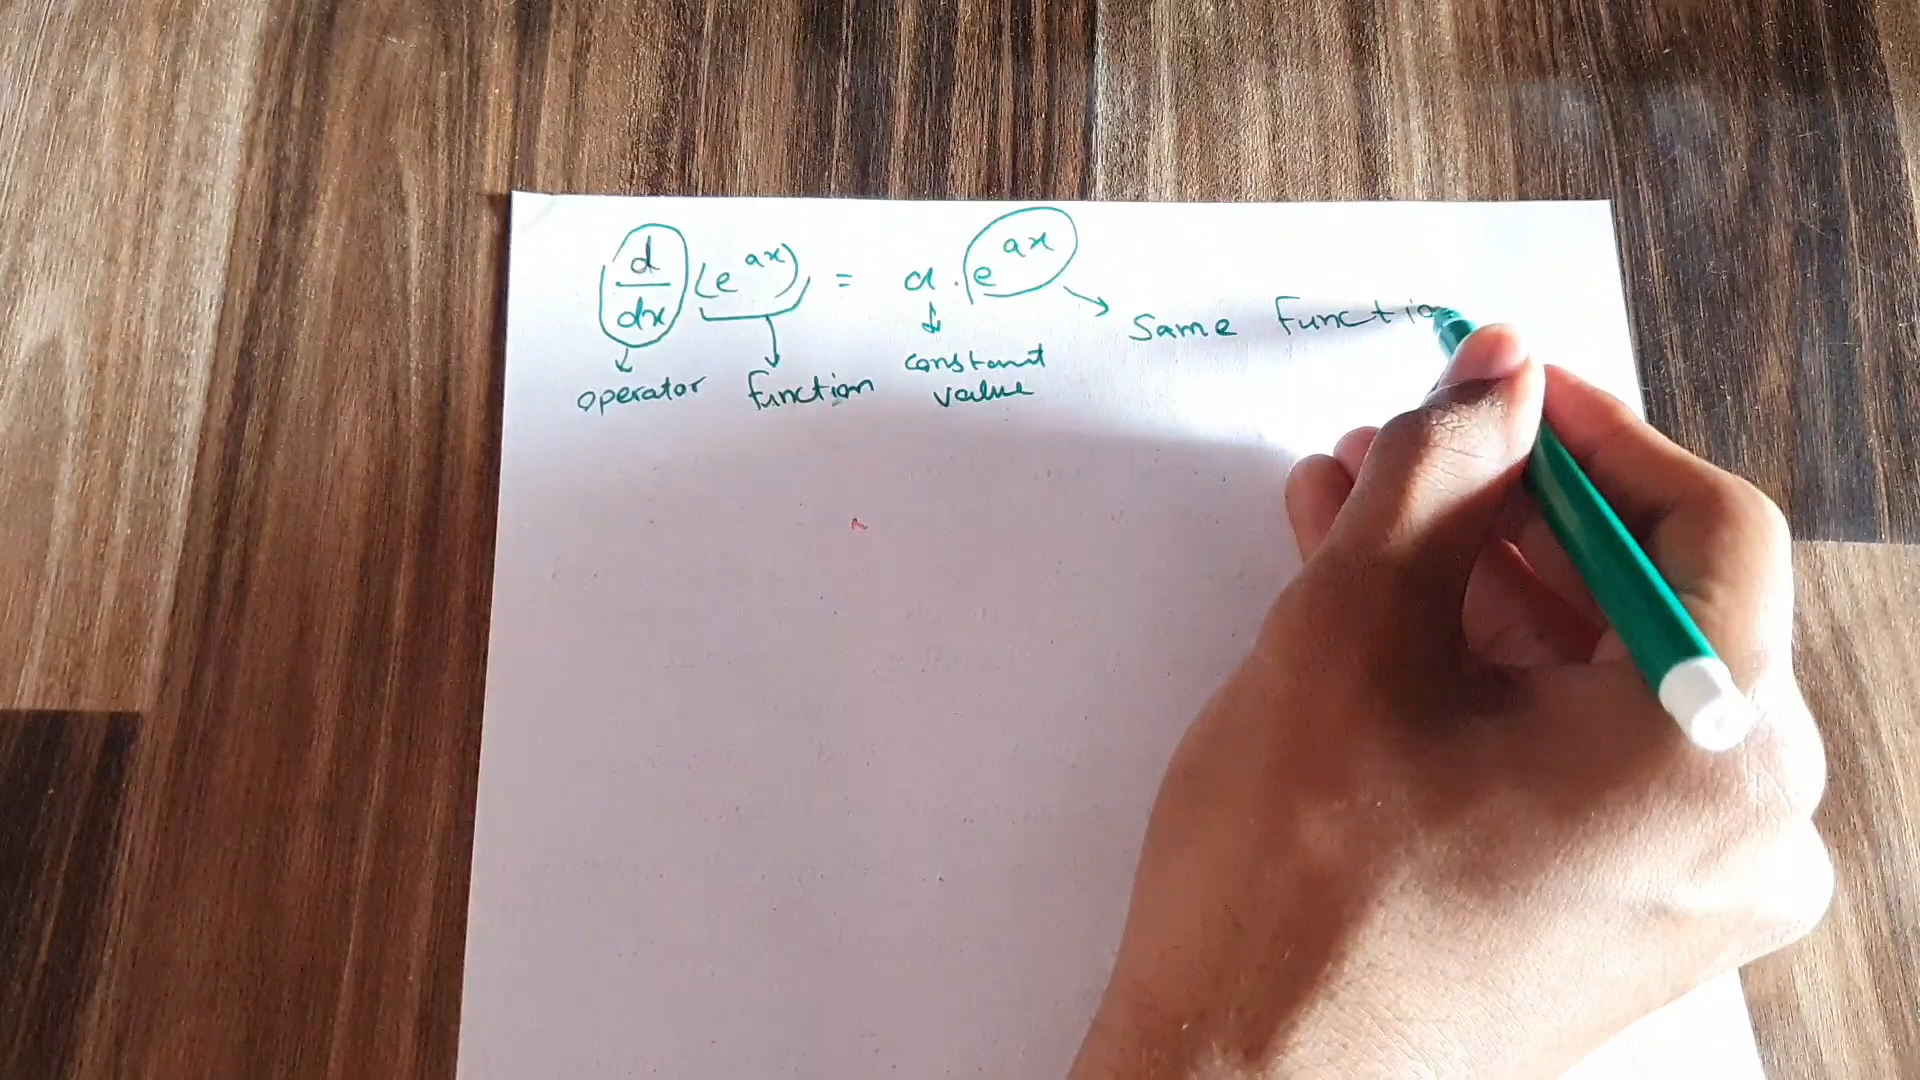 d/dx (e^ax) = a . e^ax
Same Functio
operator function constant value